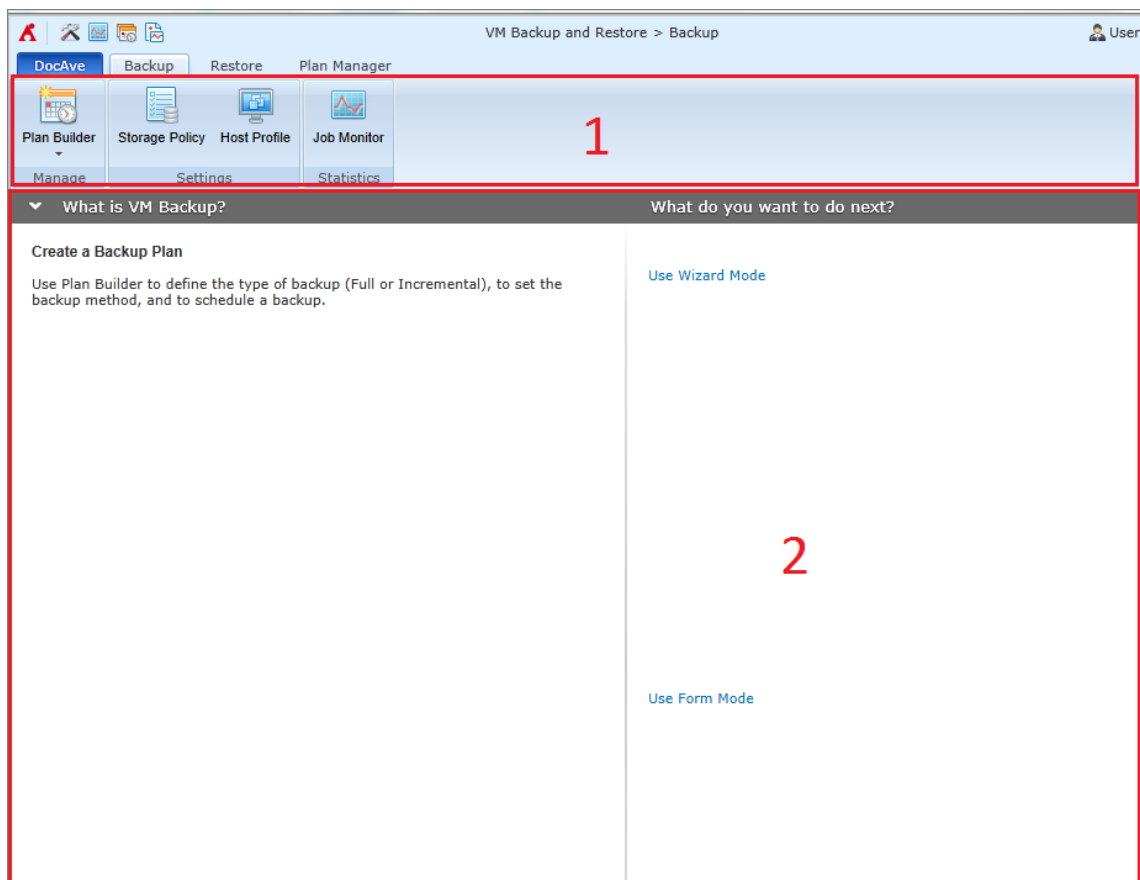 VM Backup and Restore > Backup
User
DocAve Backup Restore Plan Manager
Plan Builder Storage Policy Host Profile Job Monitor
1
Manage Settings Statistics
What is VM Backup? What do you want to do next?
Create a Backup Plan
Use Plan Builder to define the type of backup (Full or Incremental), to set the
backup method, and to schedule a backup.
Use Wizard Mode
2
Use Form Mode